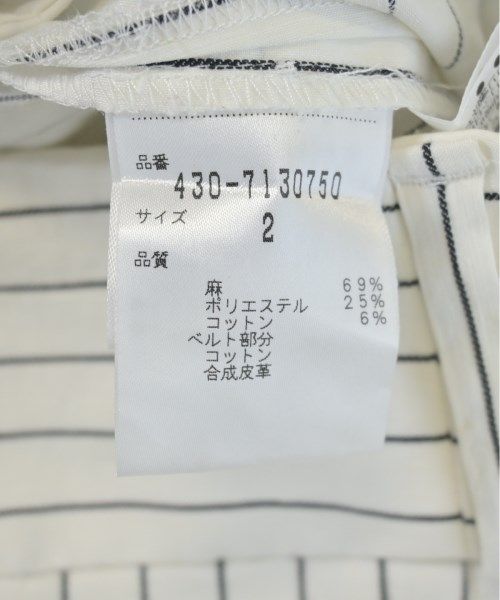 品番
430-7130750
サイズ 2
品質
麻 69%
ポリエステル 25%
コットン 6%
ベルト部分
コットン
合成皮革